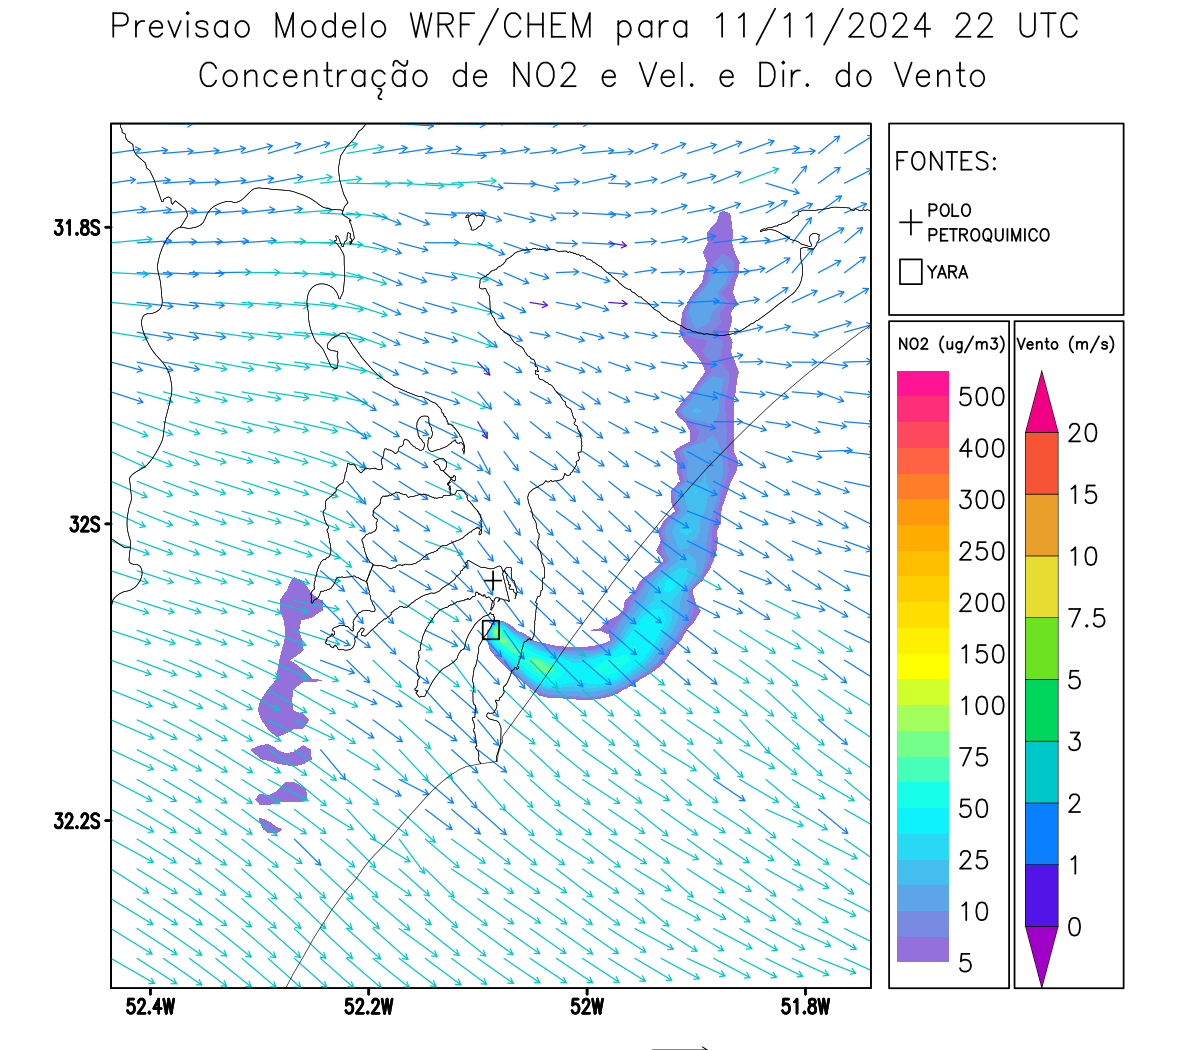 Previsao Modelo WRF/CHEM para 11/11/2024 22 UTC
Concentração de NO2 e Vel. e Dir. do Vento
FONTES:
POLO
PETROQUIMICO
YARA
NO2 (ug/m3)
500
400
300
250
200
150
100
75
50
25
10
5
Vento (m/s)
20
15
10
7.5
5
3
2
1
0
31.8S
32S
32.2S
52.4W
52.2W
52W
51.8W